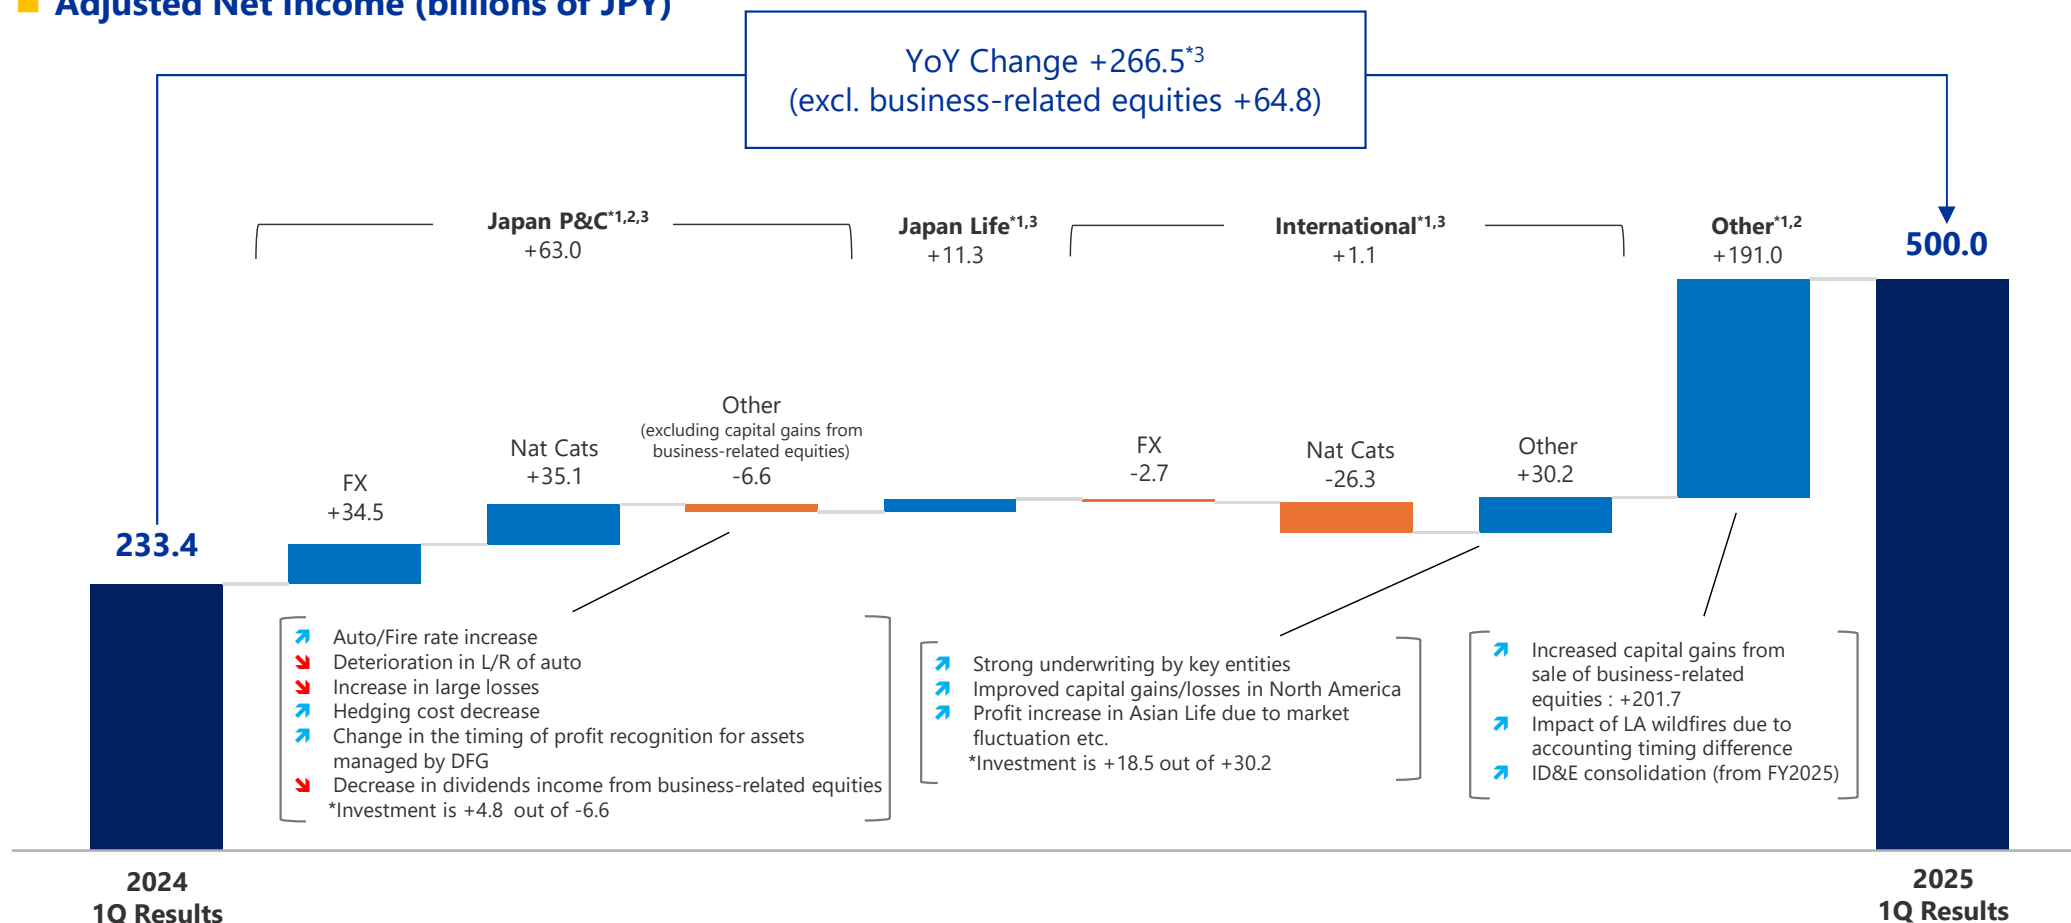 Adjusted Net Income (billions of JPY)
YoY Change +266.5*3
(excl. business-related equities +64.8)
Japan P&C*1,2,3
+63.0
Japan Life*1,3
+11.3
International*1,3
+1.1
Other*1,2
+191.0
500.0
233.4
FX
+34.5
Nat Cats
+35.1
Other
(excluding capital gains from
business-related equities)
-6.6
FX
-2.7
Nat Cats
-26.3
Other
+30.2
Auto/Fire rate increase
Deterioration in L/R of auto
Increase in large losses
Hedging cost decrease
Change in the timing of profit recognition for assets
managed by DFG
Decrease in dividends income from business-related equities
*Investment is +4.8 out of -6.6
Strong underwriting by key entities
Improved capital gains/losses in North America
Profit increase in Asian Life due to market
fluctuation etc.
*Investment is +18.5 out of +30.2
Increased capital gains from
sale of business-related
equities : +201.7
Impact of LA wildfires due to
accounting timing difference
ID&E consolidation (from FY2025)
2024
1Q Results
2025
1Q Results